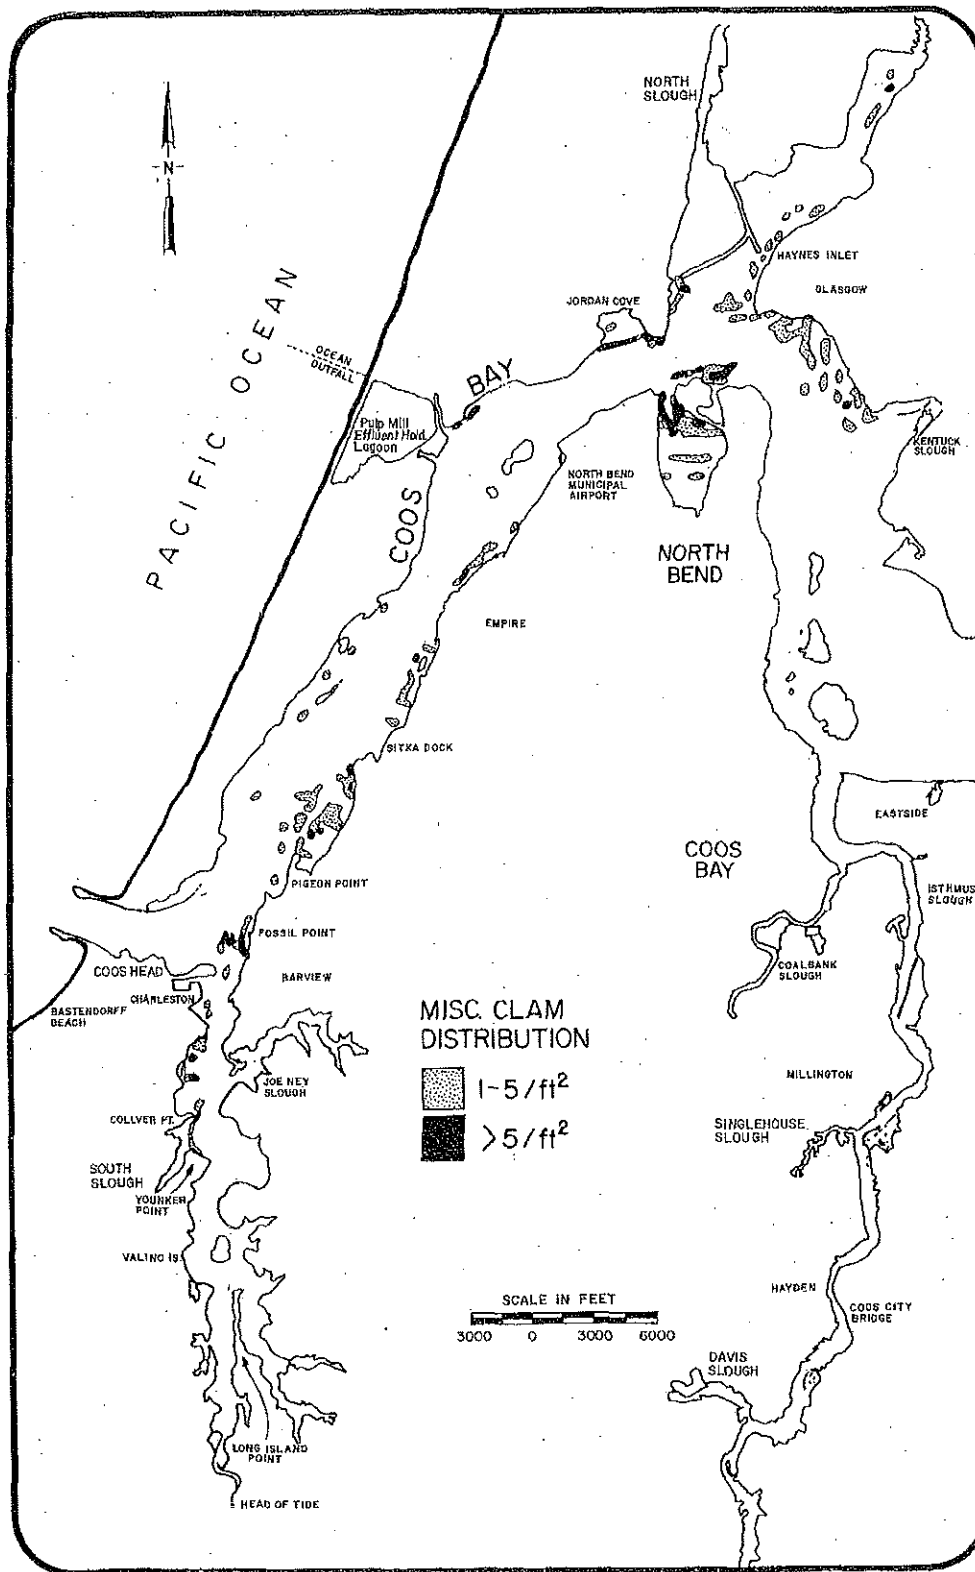 NORTH
SLOUGH
N
HAYNES INLET
GLASGOW
JORDAN COVE
PACIFIC OCEAN
OCEAN
OUTFALL
COOS BAY
Pulp Mill
Effluent Hold.
Lagoon
KENTUCK
SLOUGH
NORTH BEND
MUNICIPAL
AIRPORT
NORTH
BEND
EMPIRE
SITKA DOCK
EASTSIDE
COOS
BAY
ISTHMUS
SLOUGH
PIGEON POINT
FOSSIL POINT
COALBANK
SLOUGH
COOS HEAD
BARVIEW
CHARLESTON
BASTENDORFF
BEACH
MISC. CLAM
DISTRIBUTION
1-5/ft²
>5/ft²
JOE NEY
SLOUGH
MILLINGTON
COLLVER PT.
SINGLEHOUSE
SLOUGH
SOUTH
SLOUGH
YOUNKER
POINT
VALINO IS.
HAYDEN
SCALE IN FEET
3000 0 3000 6000
COOS CITY
BRIDGE
DAVIS
SLOUGH
LONG ISLAND
POINT
HEAD OF TIDE